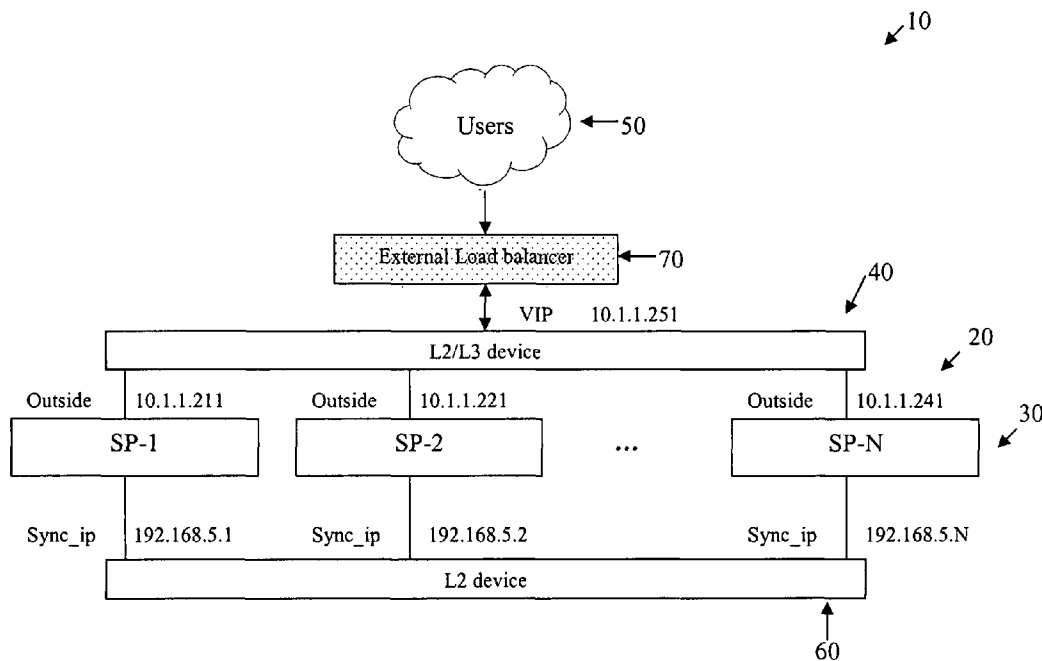 10
Users
50
External Load balancer
70
VIP 10.1.1.251
40
L2/L3 device
20
Outside 10.1.1.211
Outside 10.1.1.221
Outside 10.1.1.241
SP-1
SP-2
...
SP-N
30
Sync_ip 192.168.5.1
Sync_ip 192.168.5.2
Sync_ip 192.168.5.N
L2 device
60